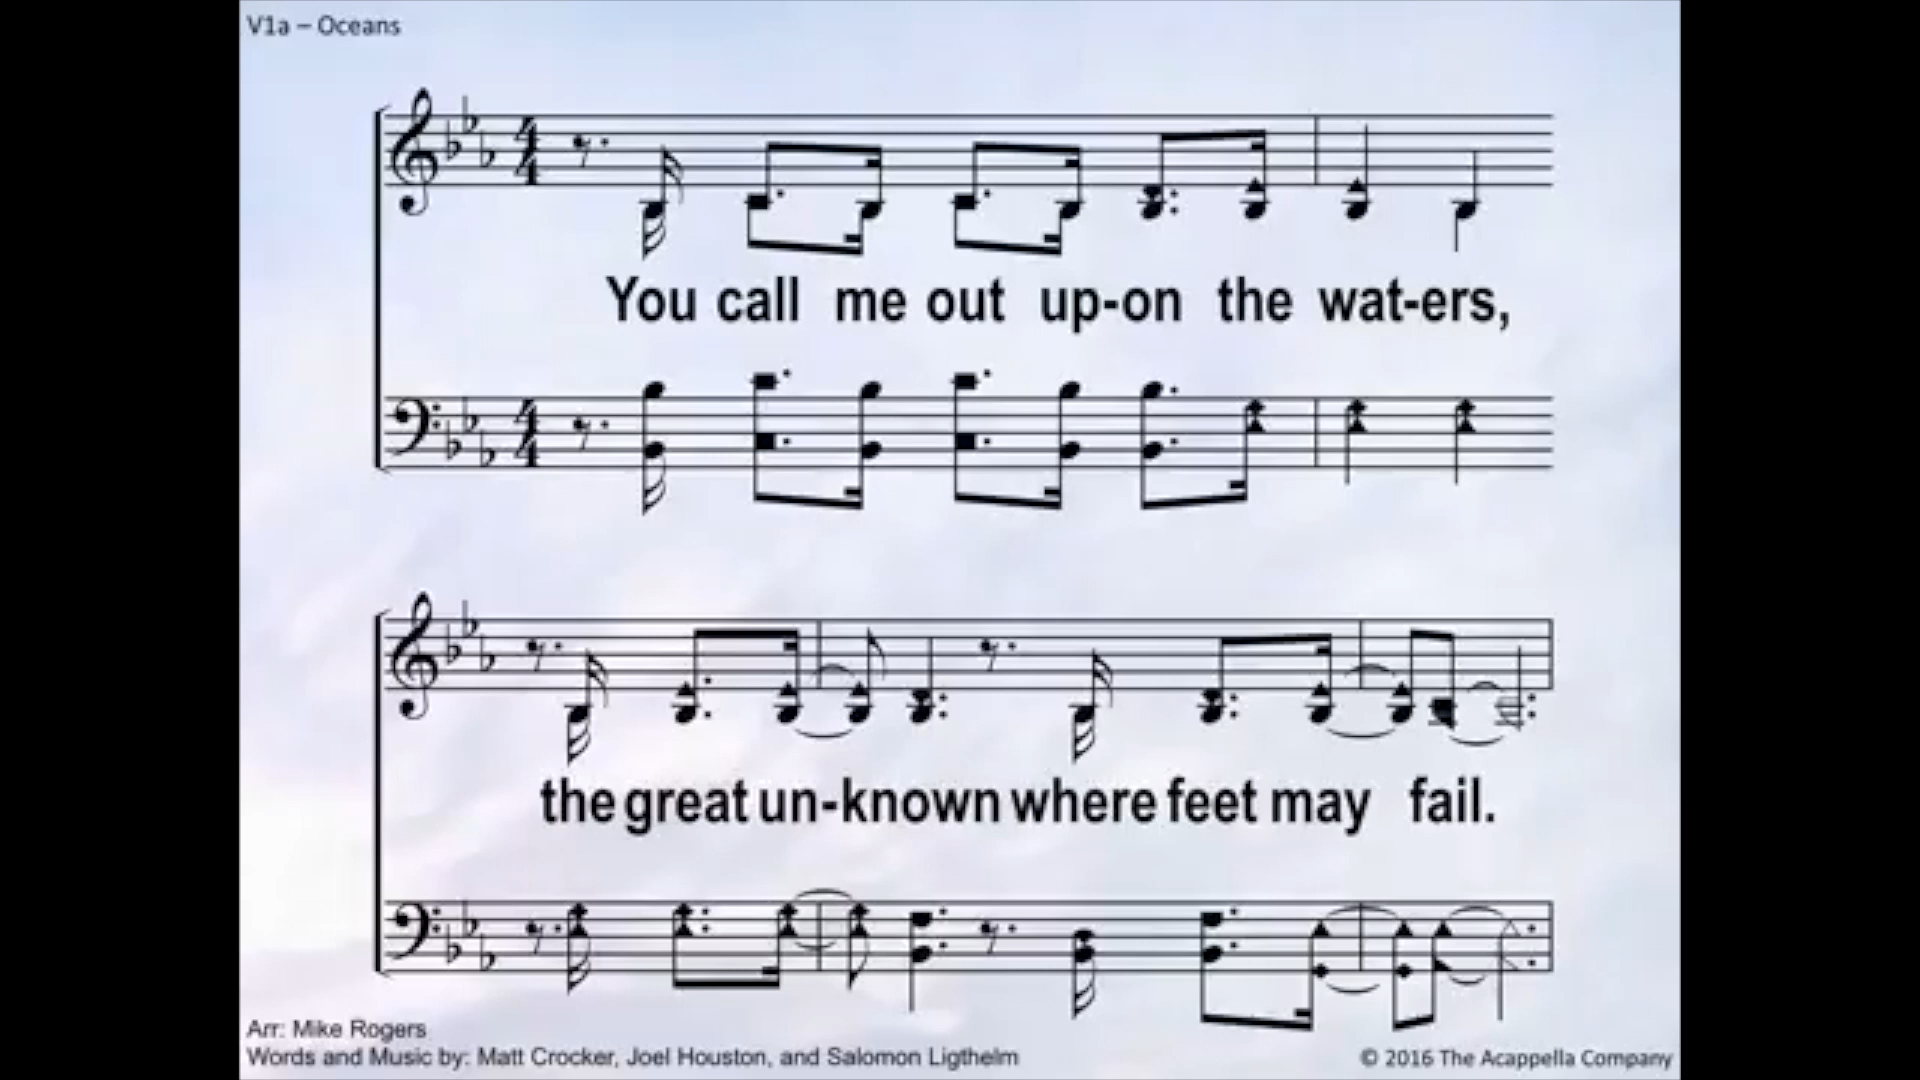 V1a – Oceans
You call me out up-on the wat-ers,
the great un-known where feet may fail.
Arr: Mike Rogers
Words and Music by: Matt Crocker, Joel Houston, and Salomon Ligthelm
© 2016 The Acappella Company